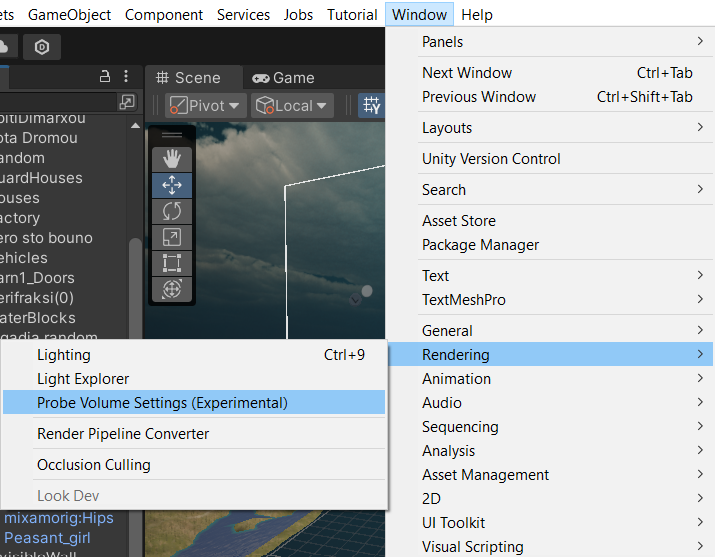 ets GameObject Component Services Jobs Tutorial Window Help
Scene Game
Pivot Local
pitiDimarxou
ota Dromou
andom
uardHouses
ouses
actory
ero sto bouno
ehicles
arn1_Doors
erifraksi(0)
aterBlocks
rgadia random
Panels
Next Window Ctrl+Tab
Previous Window Ctrl+Shift+Tab
Layouts
Unity Version Control
Search
Asset Store
Package Manager
Text
TextMeshPro
General
Rendering
Animation
Audio
Sequencing
Analysis
Asset Management
2D
UI Toolkit
Visual Scripting
Lighting Ctrl+9
Light Explorer
Probe Volume Settings (Experimental)
Render Pipeline Converter
Occlusion Culling
Look Dev
mixamorig:Hips
Peasant_girl